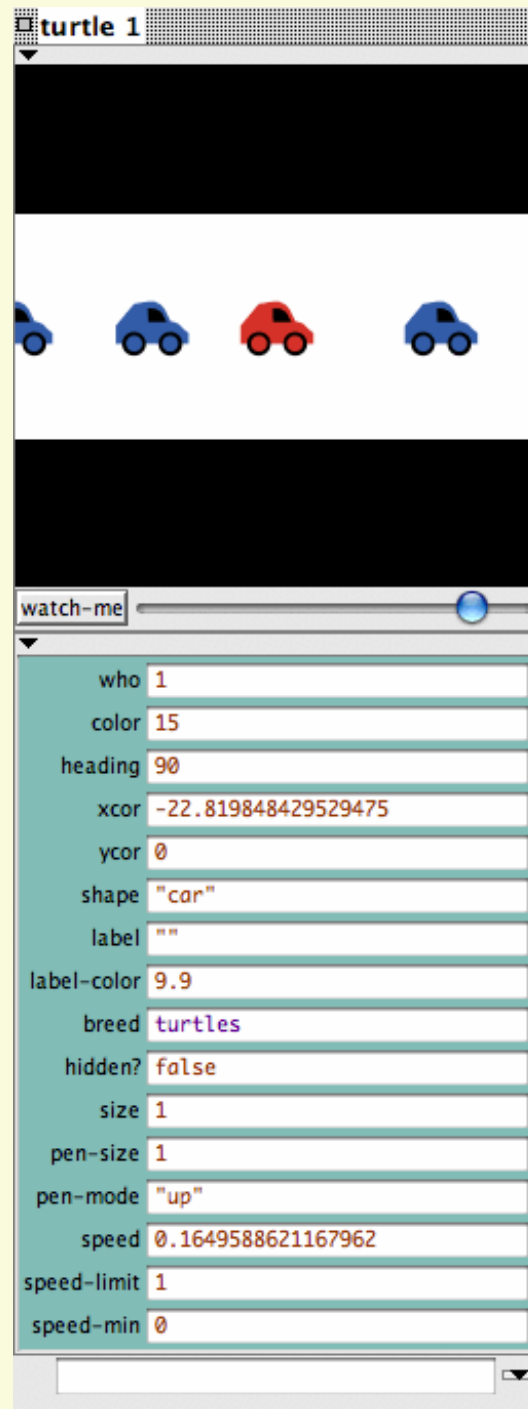 turtle 1
watch-me
who 1
color 15
heading 90
xcor -22.819848429529475
ycor 0
shape "car"
label ""
label-color 9.9
breed turtles
hidden? false
size 1
pen-size 1
pen-mode "up"
speed 0.1649588621167962
speed-limit 1
speed-min 0